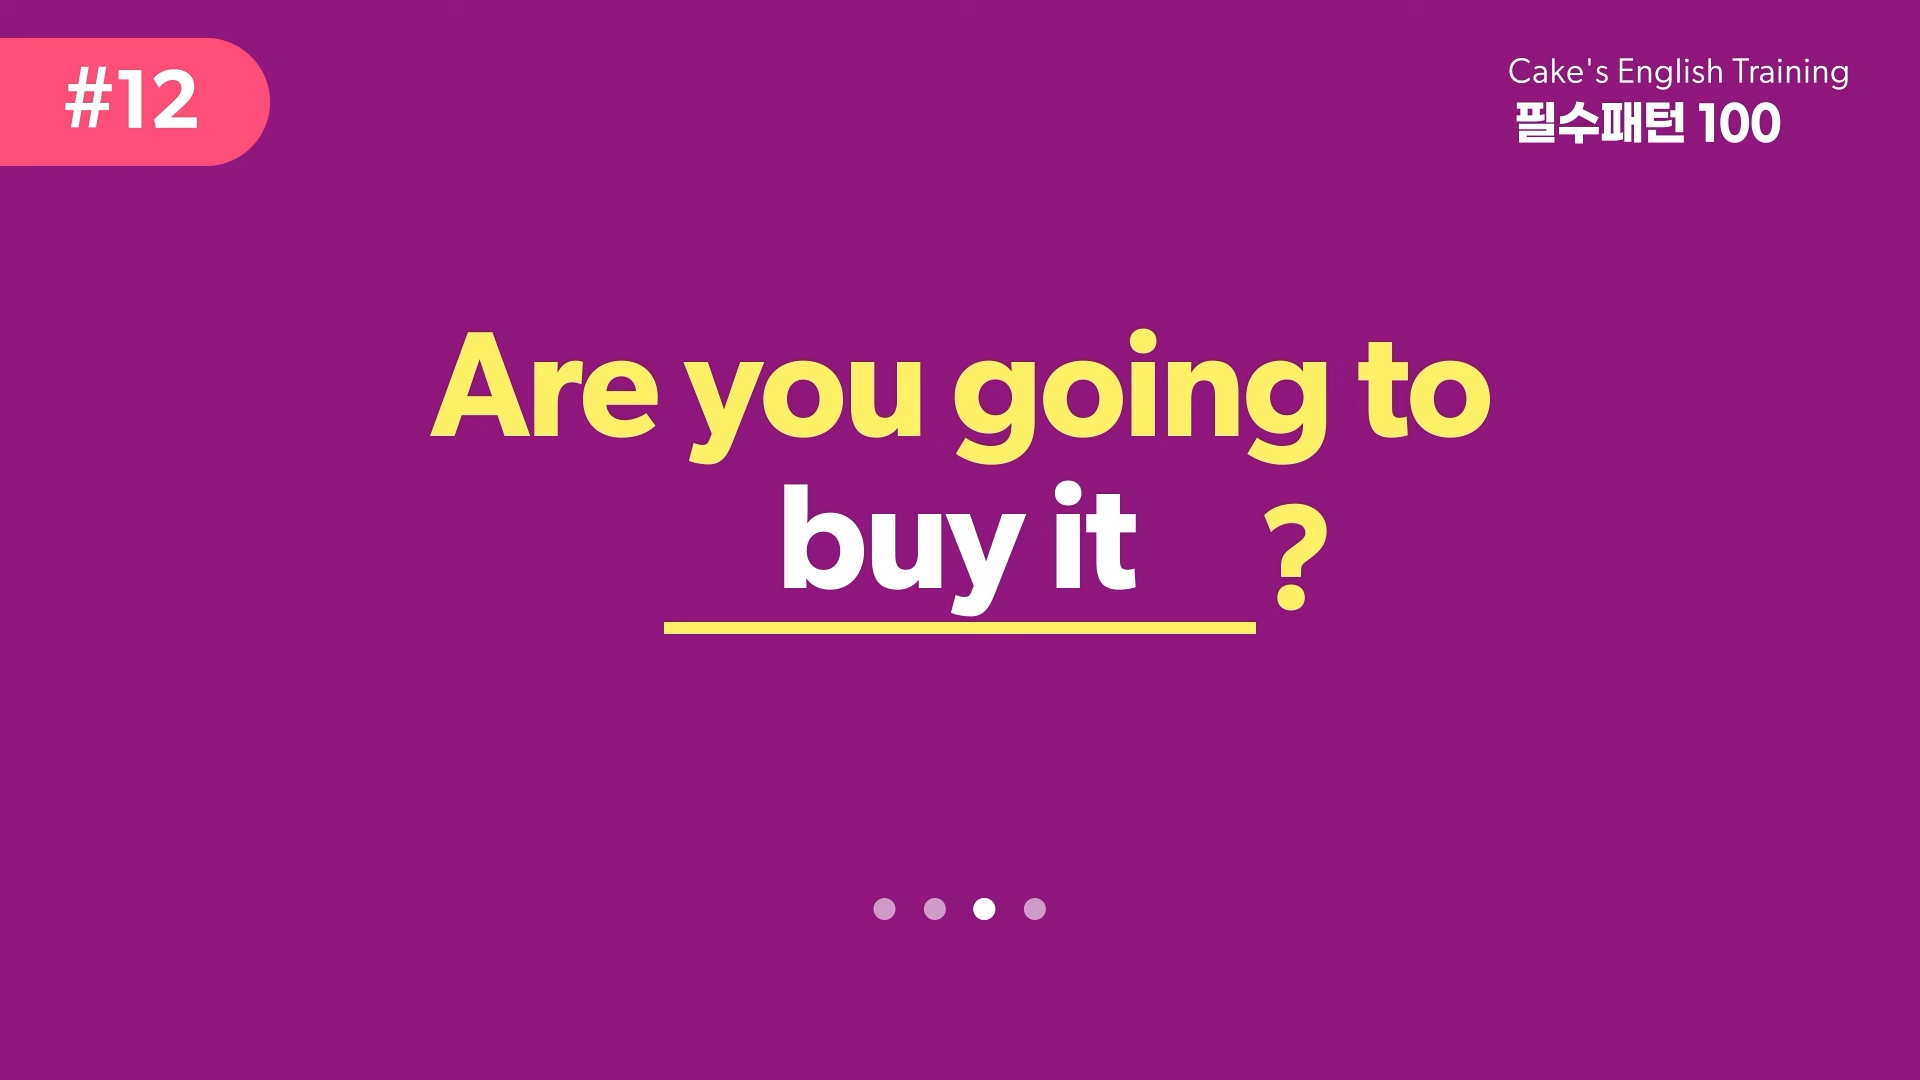 #12
Cake's English Training
필수패턴 100
Are you going to
buy it ?